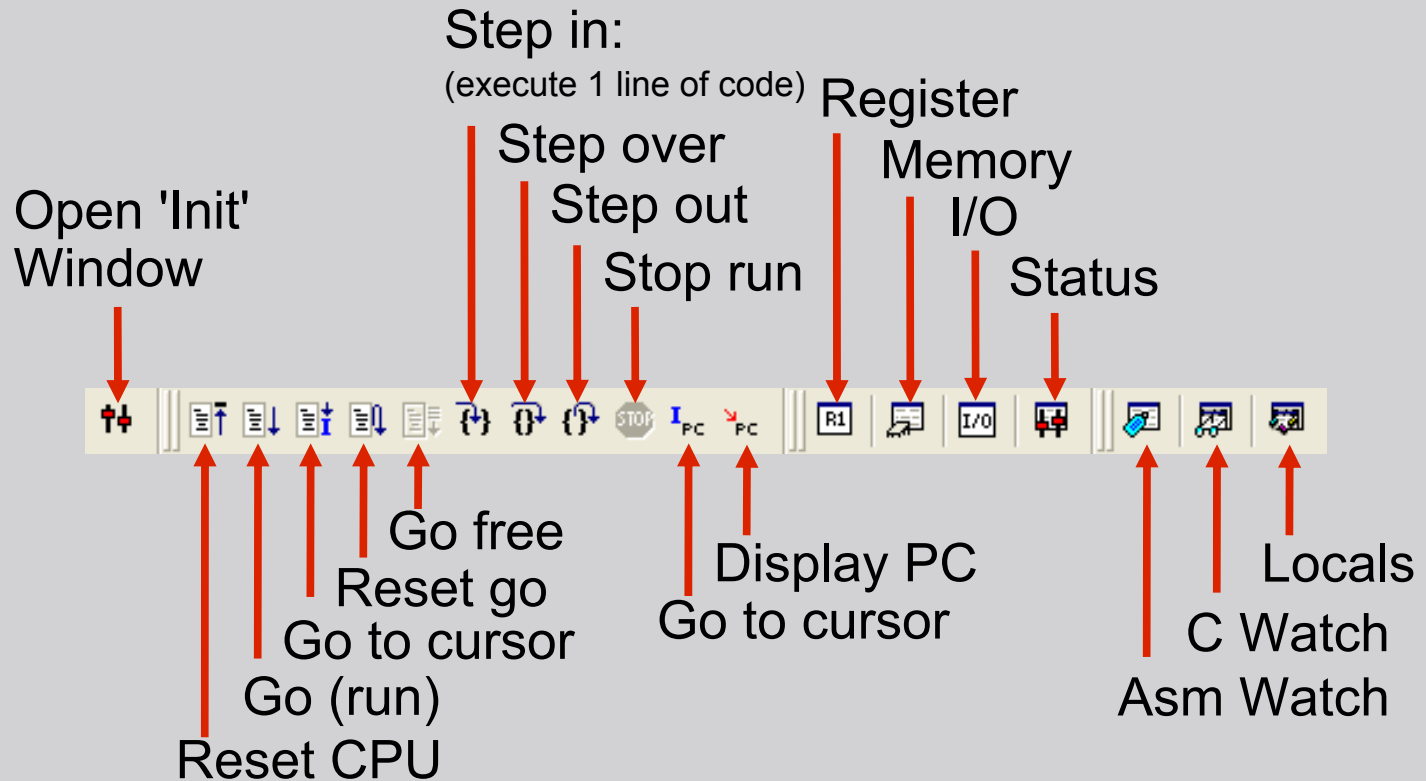 Step in:
(execute 1 line of code)
Register
Step over
Memory
Open 'Init'
Window
Step out
I/O
Stop run
Status
STOP
I PC
PC
R1
I/O
Go free
Reset go
Go to cursor
Go (run)
Reset CPU
Display PC
Go to cursor
Locals
C Watch
Asm Watch